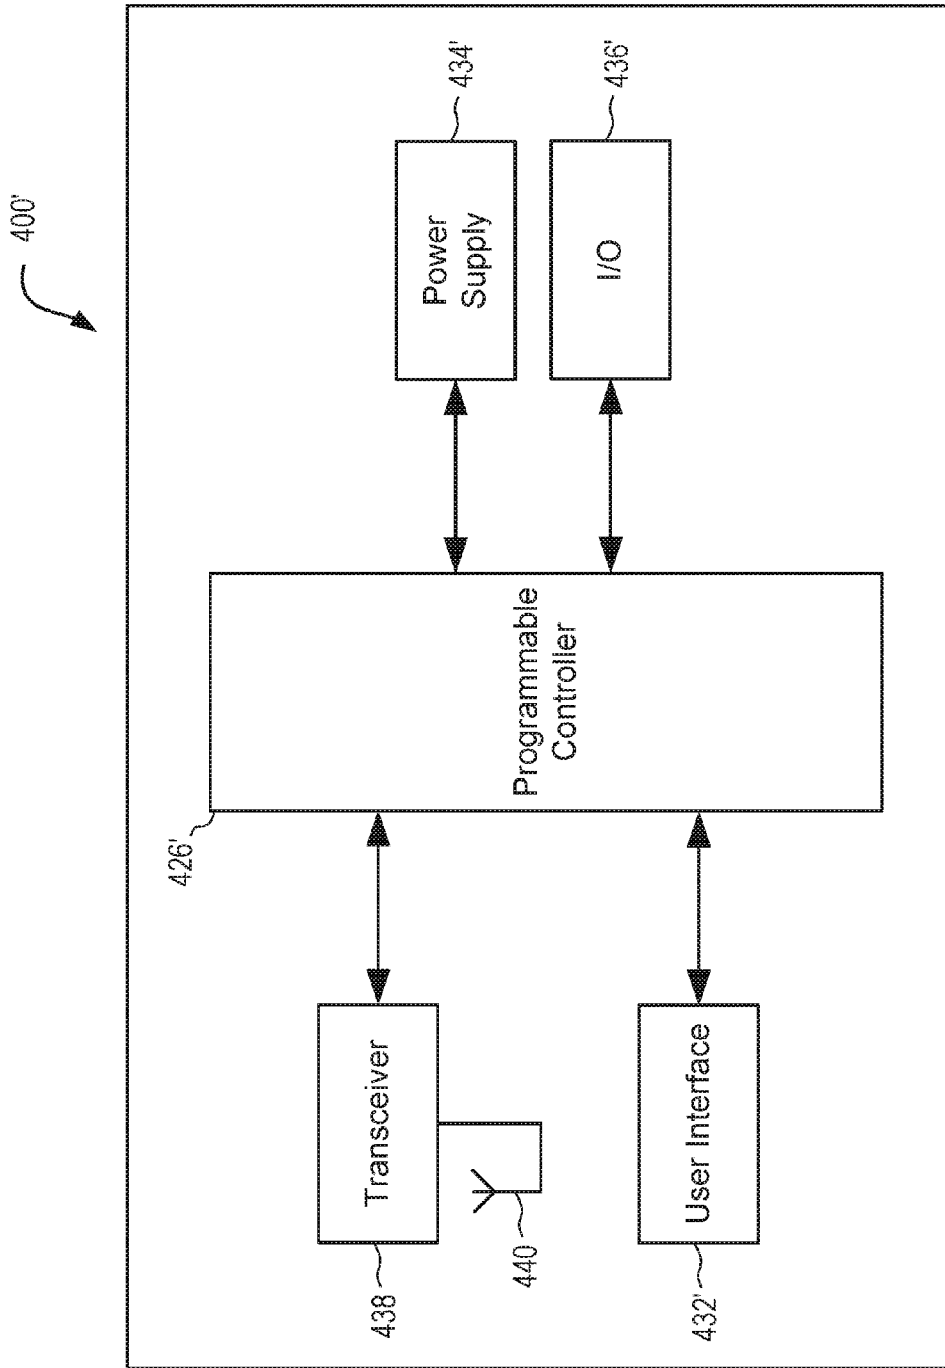 400'
434'
Power
Supply
436'
I/O
426'
Programmable
Controller
Transceiver
438
440
User Interface
432'